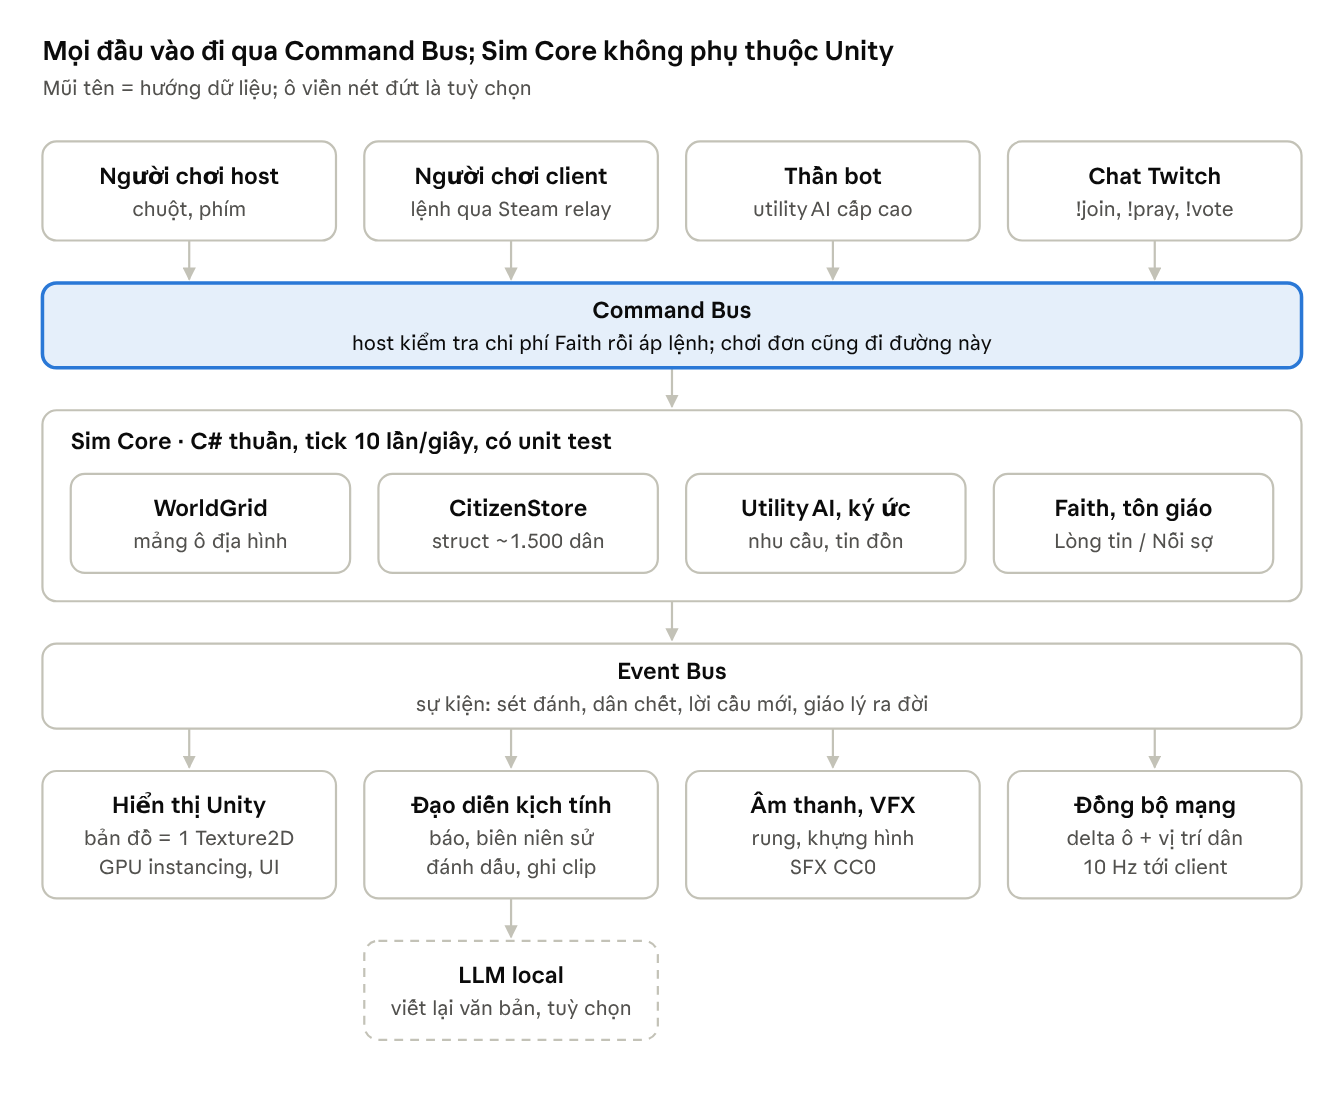 Mọi đầu vào đi qua Command Bus; Sim Core không phụ thuộc Unity
Mũi tên = hướng dữ liệu; ô viền nét đứt là tuỳ chọn
Người chơi host
chuột, phím
Người chơi client
lệnh qua Steam relay
Thần bot
utility AI cấp cao
Chat Twitch
!join, !pray, !vote
Command Bus
host kiểm tra chi phí Faith rồi áp lệnh; chơi đơn cũng đi đường này
Sim Core · C# thuần, tick 10 lần/giây, có unit test
WorldGrid
mảng ô địa hình
CitizenStore
struct ~1.500 dân
Utility AI, ký ức
nhu cầu, tin đồn
Faith, tôn giáo
Lòng tin / Nỗi sợ
Event Bus
sự kiện: sét đánh, dân chết, lời cầu mới, giáo lý ra đời
Hiển thị Unity
bản đồ = 1 Texture2D
GPU instancing, UI
Đạo diễn kịch tính
báo, biên niên sử
đánh dấu, ghi clip
Âm thanh, VFX
rung, khựng hình
SFX CC0
Đồng bộ mạng
delta ô + vị trí dân
10 Hz tới client
LLM local
viết lại văn bản, tuỳ chọn